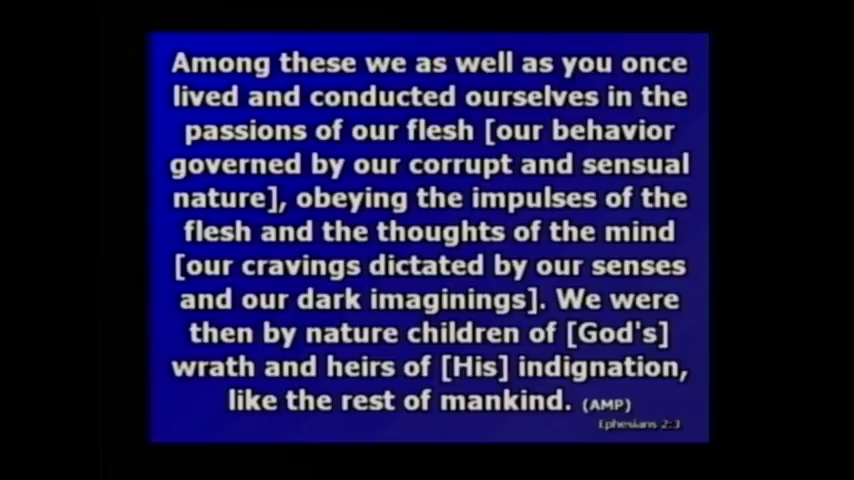 Among these we as well as you once
lived and conducted ourselves in the
passions of our flesh [our behavior
governed by our corrupt and sensual
nature], obeying the impulses of the
flesh and the thoughts of the mind
[our cravings dictated by our senses
and our dark imaginings]. We were
then by nature children of [God's]
wrath and heirs of [His] indignation,
like the rest of mankind. (AMP)
Ephesians 2:3